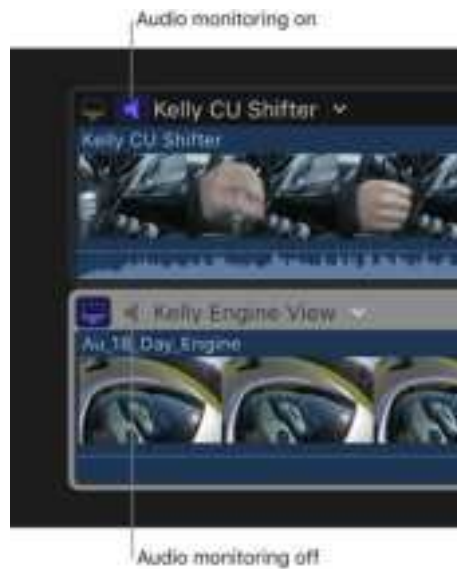 Audio monitoring on
Kelly CU Shifter
Kelly CU Shifter
Kelly Engine View
Au_18_Day_Engine
Audio monitoring off